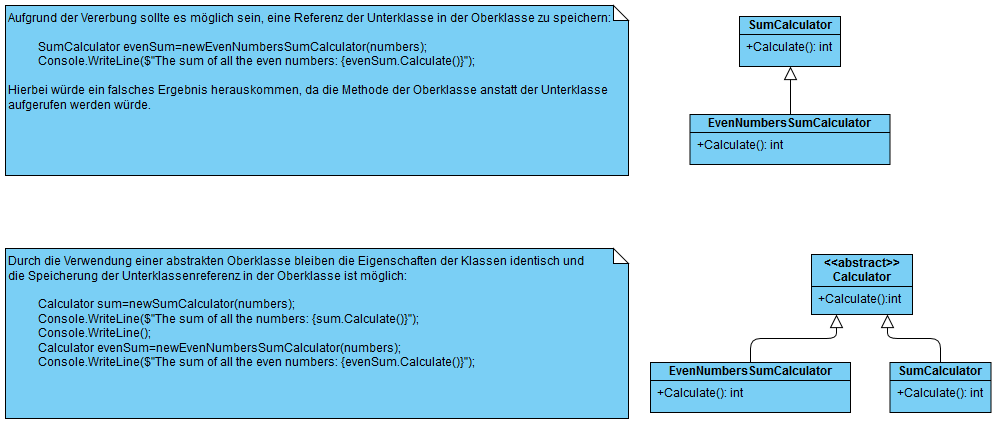 Aufgrund der Vererbung sollte es möglich sein, eine Referenz der Unterklasse in der Oberklasse zu speichern:
SumCalculator evenSum=newEvenNumbersSumCalculator(numbers);
Console.WriteLine($"The sum of all the even numbers: {evenSum.Calculate()}");
Hierbei würde ein falsches Ergebnis herauskommen, da die Methode der Oberklasse anstatt der Unterklasse
aufgerufen werden würde.
SumCalculator
+Calculate(): int
EvenNumbersSumCalculator
+Calculate(): int
Durch die Verwendung einer abstrakten Oberklasse bleiben die Eigenschaften der Klassen identisch und
die Speicherung der Unterklassenreferenz in der Oberklasse ist möglich:
Calculator sum=newSumCalculator(numbers);
Console.WriteLine($"The sum of all the numbers: {sum.Calculate()}");
Console.WriteLine();
Calculator evenSum=newEvenNumbersSumCalculator(numbers);
Console.WriteLine($"The sum of all the even numbers: {evenSum.Calculate()}");
<<abstract>>
Calculator
+Calculate():int
EvenNumbersSumCalculator
+Calculate(): int
SumCalculator
+Calculate(): int